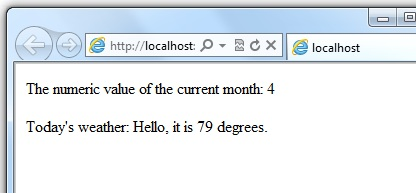 http://localhost:
localhost
The numeric value of the current month: 4
Today's weather: Hello, it is 79 degrees.